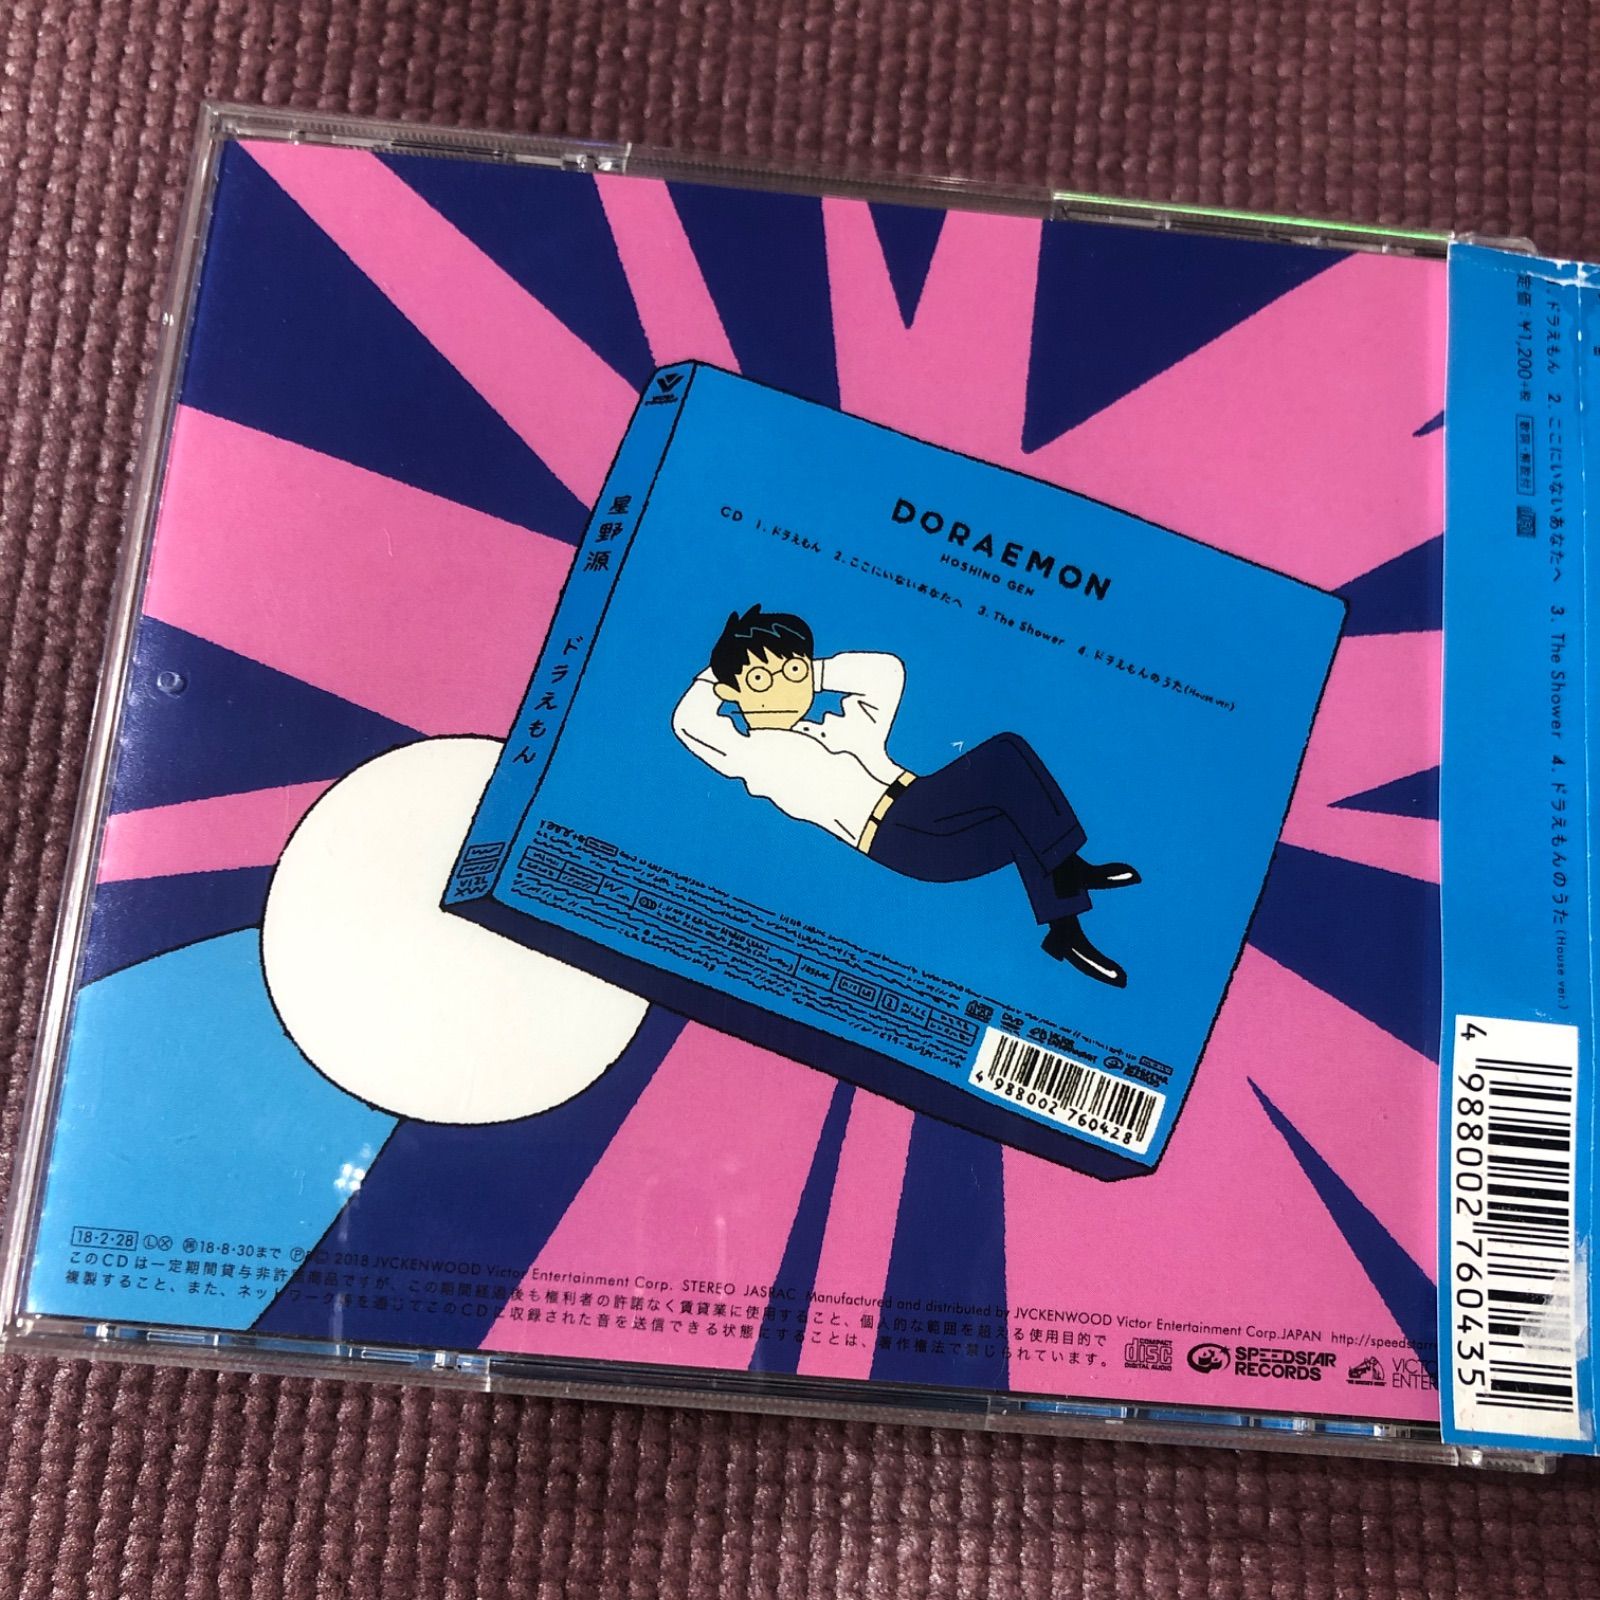 DORAEMON
HOSHINO GEN
CD 1. ドラえもん 2. ここにいないあなたへ 3. The Shower 4. ドラえもんのうた (House ver.)
星野源 ドラえもん
4 988002 760428
1. ドラえもん 2. ここにいないあなたへ 3. The Shower 4. ドラえもんのうた (House ver.)
定価:¥1,200+税
4 988002 760435
18・2・28 18・8・30まで 2018 JVCKENWOOD Victor Entertainment Corp. STEREO JASRAC Manufactured and distributed by JVCKENWOOD Victor Entertainment Corp.JAPAN
このCDは一定期間貸与非許諾商品ですが、この期間経過後も権利者の許諾なく賃貸業に使用すること、個人的な範囲を超える使用目的で
複製すること、また、ネットワーク等を通じてこのCDに収録された音を送信できる状態にすることは、著作権法で禁じられています。
COMPACT
disc
DIGITAL AUDIO
SPEEDSTAR
RECORDS